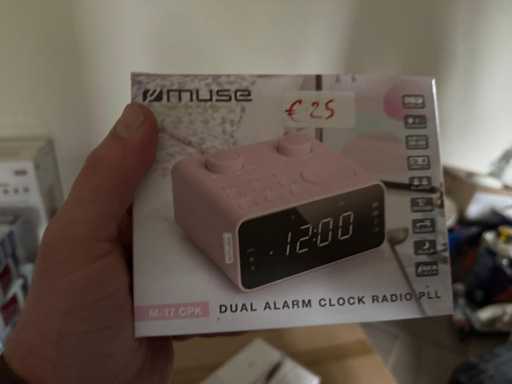 muse
€ 25
12:00
M-17 CPK
DUAL ALARM CLOCK RADIO PLL